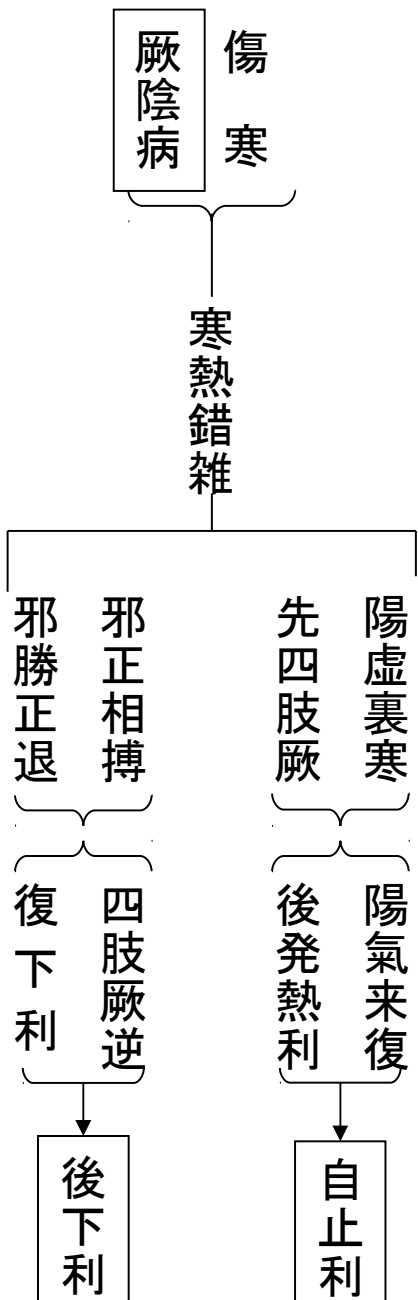 傷寒
厥陰病
寒熱錯雑
陽虚裏寒
先四肢厥
邪正相搏
邪勝正退
陽氣来復
後発熱利
四肢厥逆
復下利
自止利
後下利